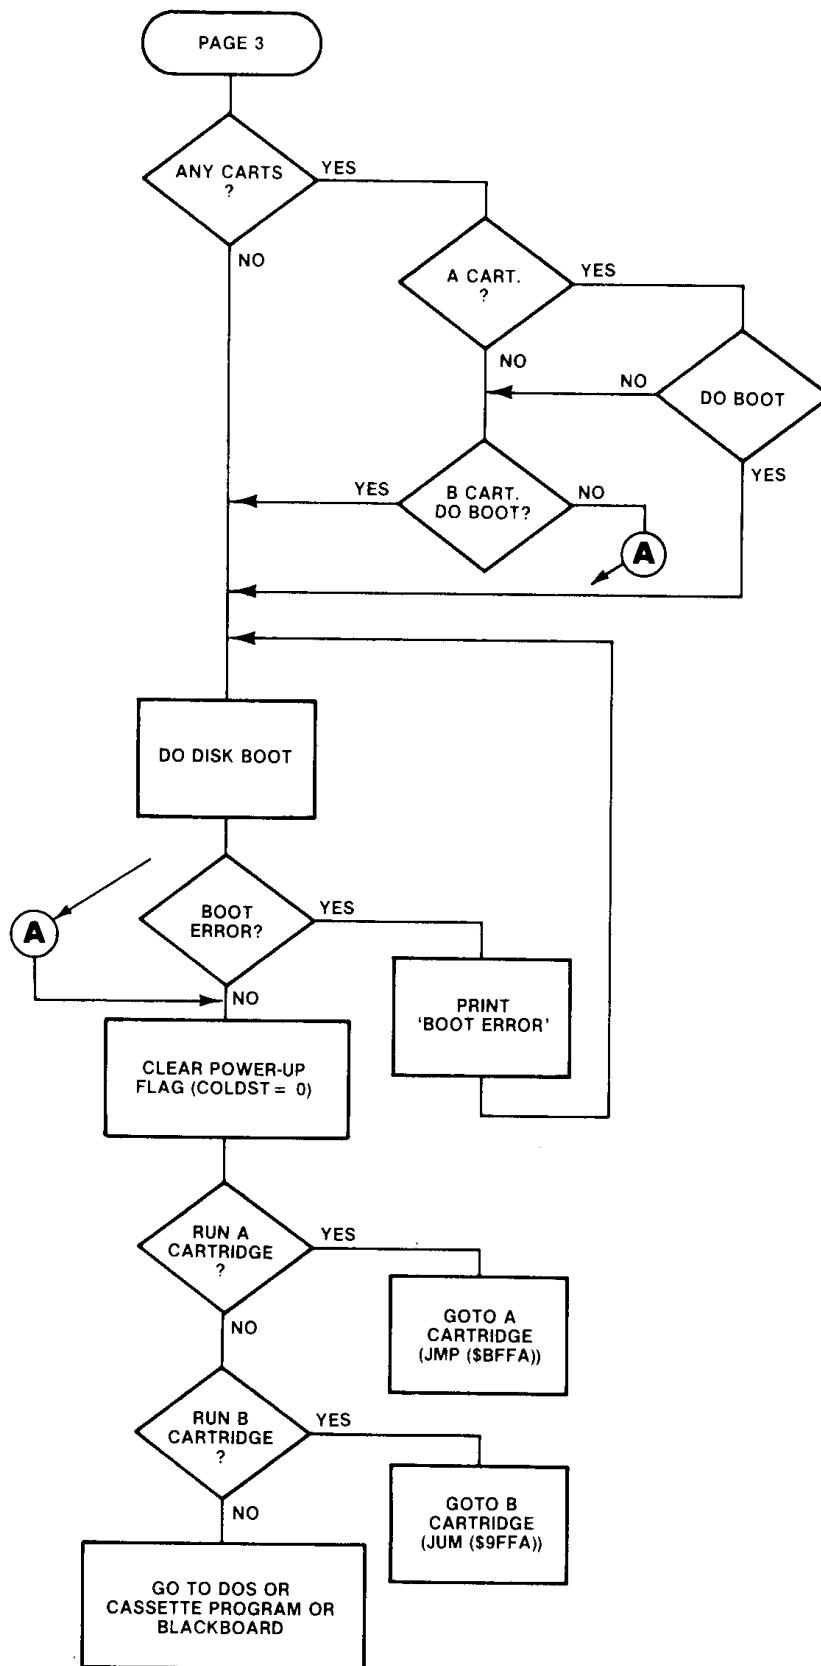 PAGE 3
ANY CARTS
?
YES
NO
A CART.
?
YES
NO
DO BOOT
NO
YES
B CART.
DO BOOT?
YES
NO
A
DO DISK BOOT
BOOT
ERROR?
YES
NO
A
PRINT
'BOOT ERROR'
CLEAR POWER-UP
FLAG (COLDST = 0)
RUN A
CARTRIDGE
?
YES
NO
GOTO A
CARTRIDGE
(JMP ($BFFA))
RUN B
CARTRIDGE
?
YES
NO
GOTO B
CARTRIDGE
(JUM ($9FFA))
GO TO DOS OR
CASSETTE PROGRAM OR
BLACKBOARD